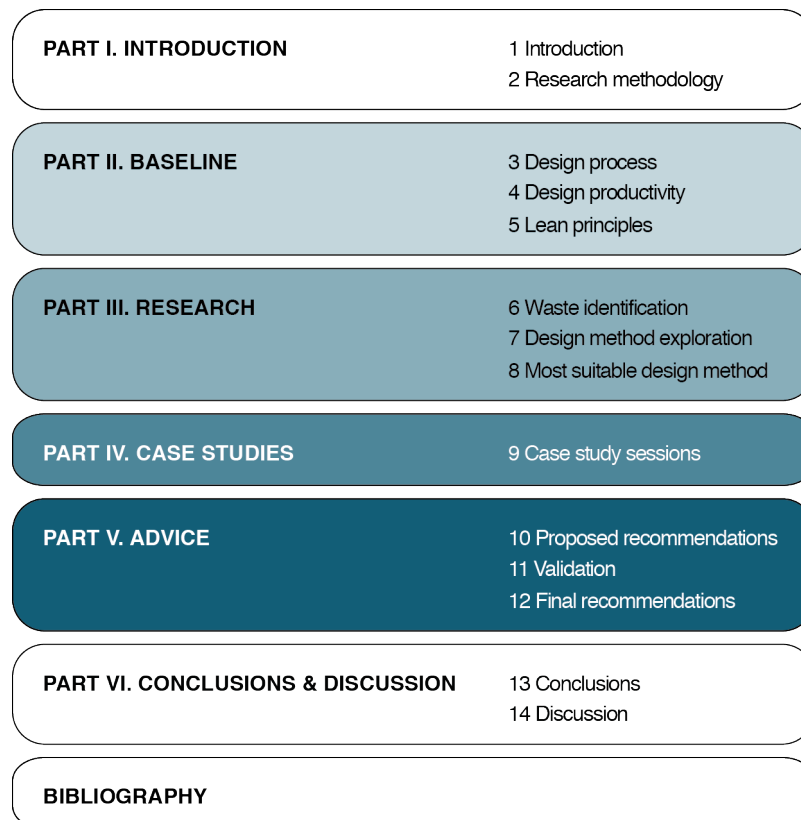 PART I. INTRODUCTION
1 Introduction
2 Research methodology
PART II. BASELINE
3 Design process
4 Design productivity
5 Lean principles
PART III. RESEARCH
6 Waste identification
7 Design method exploration
8 Most suitable design method
PART IV. CASE STUDIES
9 Case study sessions
PART V. ADVICE
10 Proposed recommendations
11 Validation
12 Final recommendations
PART VI. CONCLUSIONS & DISCUSSION
13 Conclusions
14 Discussion
BIBLIOGRAPHY